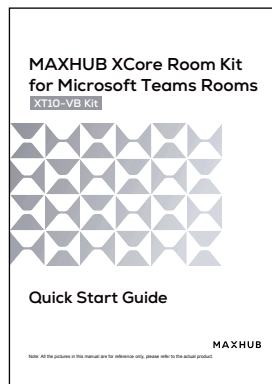 MAXHUB XCore Room Kit
for Microsoft Teams Rooms
XT10-VB Kit
Quick Start Guide
MAXHUB
Note: All the pictures in this manual are for reference only, please refer to the actual product.